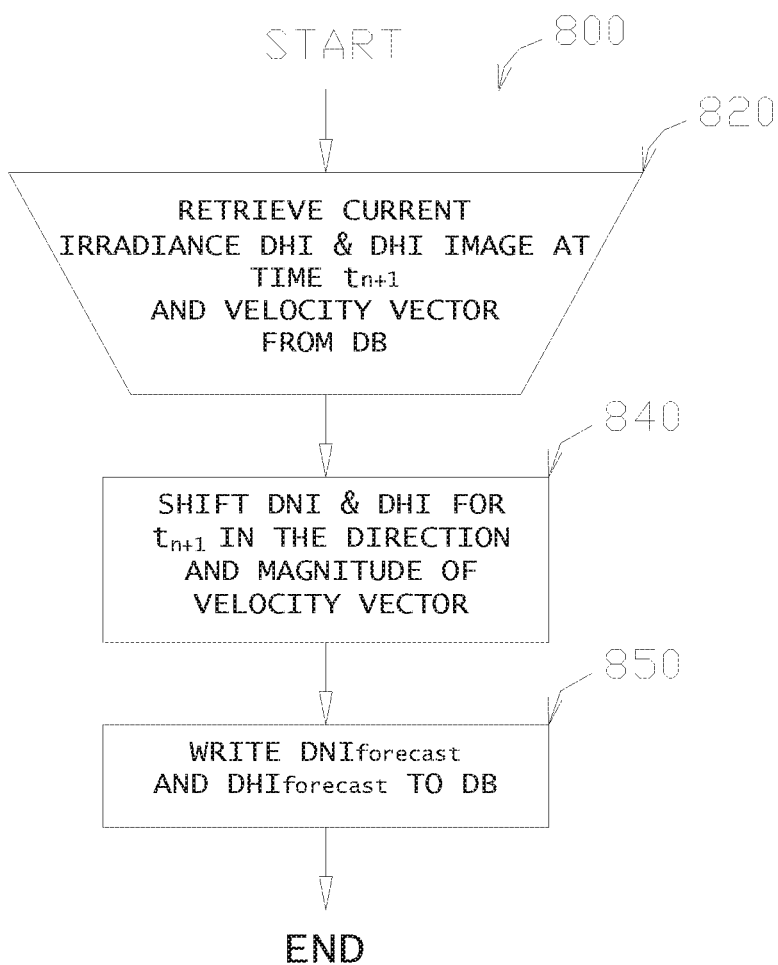 START
800
820
RETRIEVE CURRENT
IRRADIANCE DHI & DHI IMAGE AT
TIME tn+1
AND VELOCITY VECTOR
FROM DB
840
SHIFT DNI & DHI FOR
tn+1 IN THE DIRECTION
AND MAGNITUDE OF
VELOCITY VECTOR
850
WRITE DNIforecast
AND DHIforecast TO DB
END